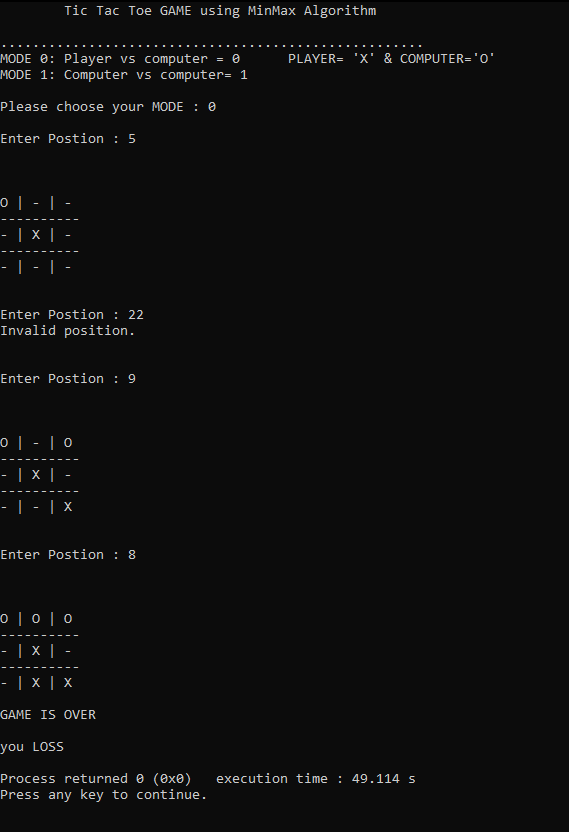 Tic Tac Toe GAME using MinMax Algorithm
.....................................................
MODE 0: Player vs computer = 0      PLAYER= 'X' & COMPUTER='O'
MODE 1: Computer vs computer= 1
Please choose your MODE : 0
Enter Postion : 5
O | - | -
----------
- | X | -
----------
- | - | -
Enter Postion : 22
Invalid position.
Enter Postion : 9
O | - | O
----------
- | X | -
----------
- | - | X
Enter Postion : 8
O | O | O
----------
- | X | -
----------
- | X | X
GAME IS OVER
you LOSS
Process returned 0 (0x0)   execution time : 49.114 s
Press any key to continue.